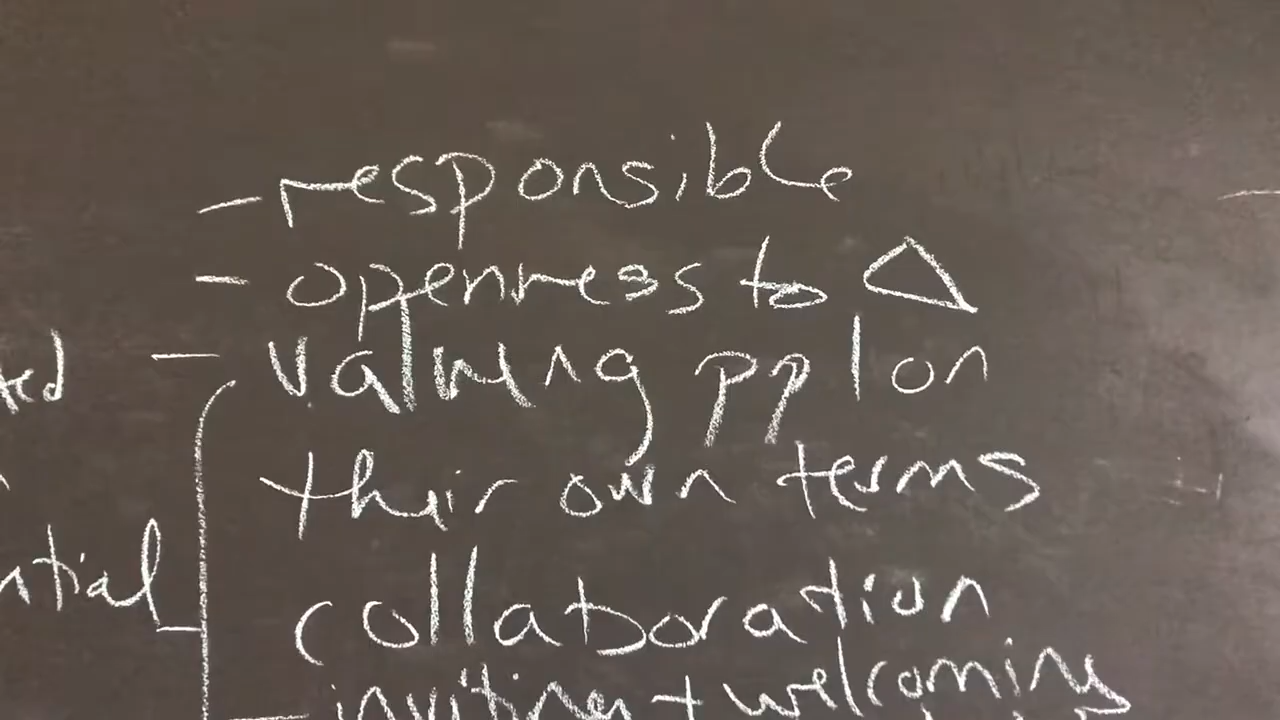 - responsible
- openness to Δ
- valuing ppl on
their own terms
collaboration
- inviting + welcoming